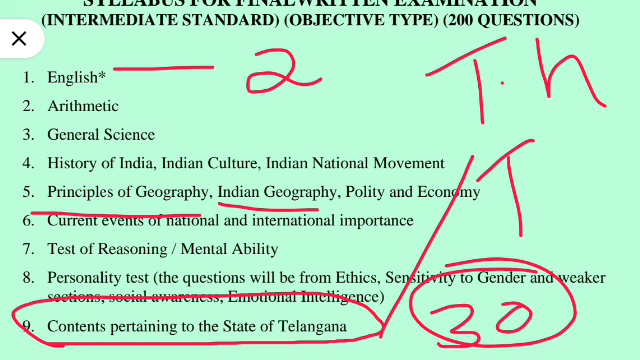 SYLLABUS FOR FINAL WRITTEN EXAMINATION
(INTERMEDIATE STANDARD) (OBJECTIVE TYPE) (200 QUESTIONS)
2
T.n
1. English*
2. Arithmetic
3. General Science
4. History of India, Indian Culture, Indian National Movement
5. Principles of Geography, Indian Geography, Polity and Economy
6. Current events of national and international importance
7. Test of Reasoning / Mental Ability
8. Personality test (the questions will be from Ethics, Sensitivity to Gender and weaker
sections, social awareness, Emotional Intelligence)
9. Contents pertaining to the State of Telangana
T
30